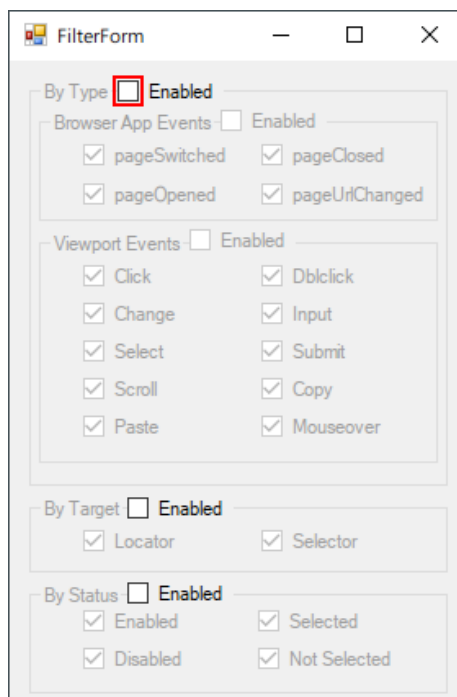 FilterForm
By Type Enabled
Browser App Events Enabled
pageSwitched pageClosed
pageOpened pageUrlChanged
Viewport Events Enabled
Click Dblclick
Change Input
Select Submit
Scroll Copy
Paste Mouseover
By Target Enabled
Locator Selector
By Status Enabled
Enabled Selected
Disabled Not Selected